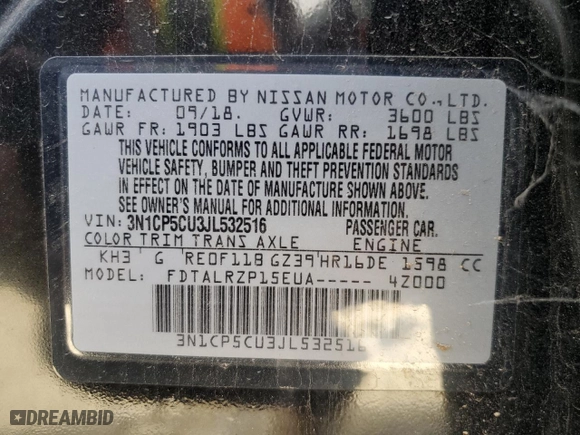 MANUFACTURED BY NISSAN MOTOR CO.,LTD.
DATE: 09/18. GVWR: 3600 LBS
GAWR FR: 1903 LBS GAWR RR: 1698 LBS
THIS VEHICLE CONFORMS TO ALL APPLICABLE FEDERAL MOTOR
VEHICLE SAFETY, BUMPER AND THEFT PREVENTION STANDARDS
IN EFFECT ON THE DATE OF MANUFACTURE SHOWN ABOVE.
SEE OWNER'S MANUAL FOR ADDITIONAL INFORMATION.
VIN: 3N1CP5CU3JL532516 PASSENGER CAR.
COLOR TRIM TRANS AXLE ENGINE
KH3 G RE0F11B GZ39 HR16DE 1598 CC
MODEL: FDTALRZP15EUA----- 4Z000
3N1CP5CU3JL532516
DREAMBID